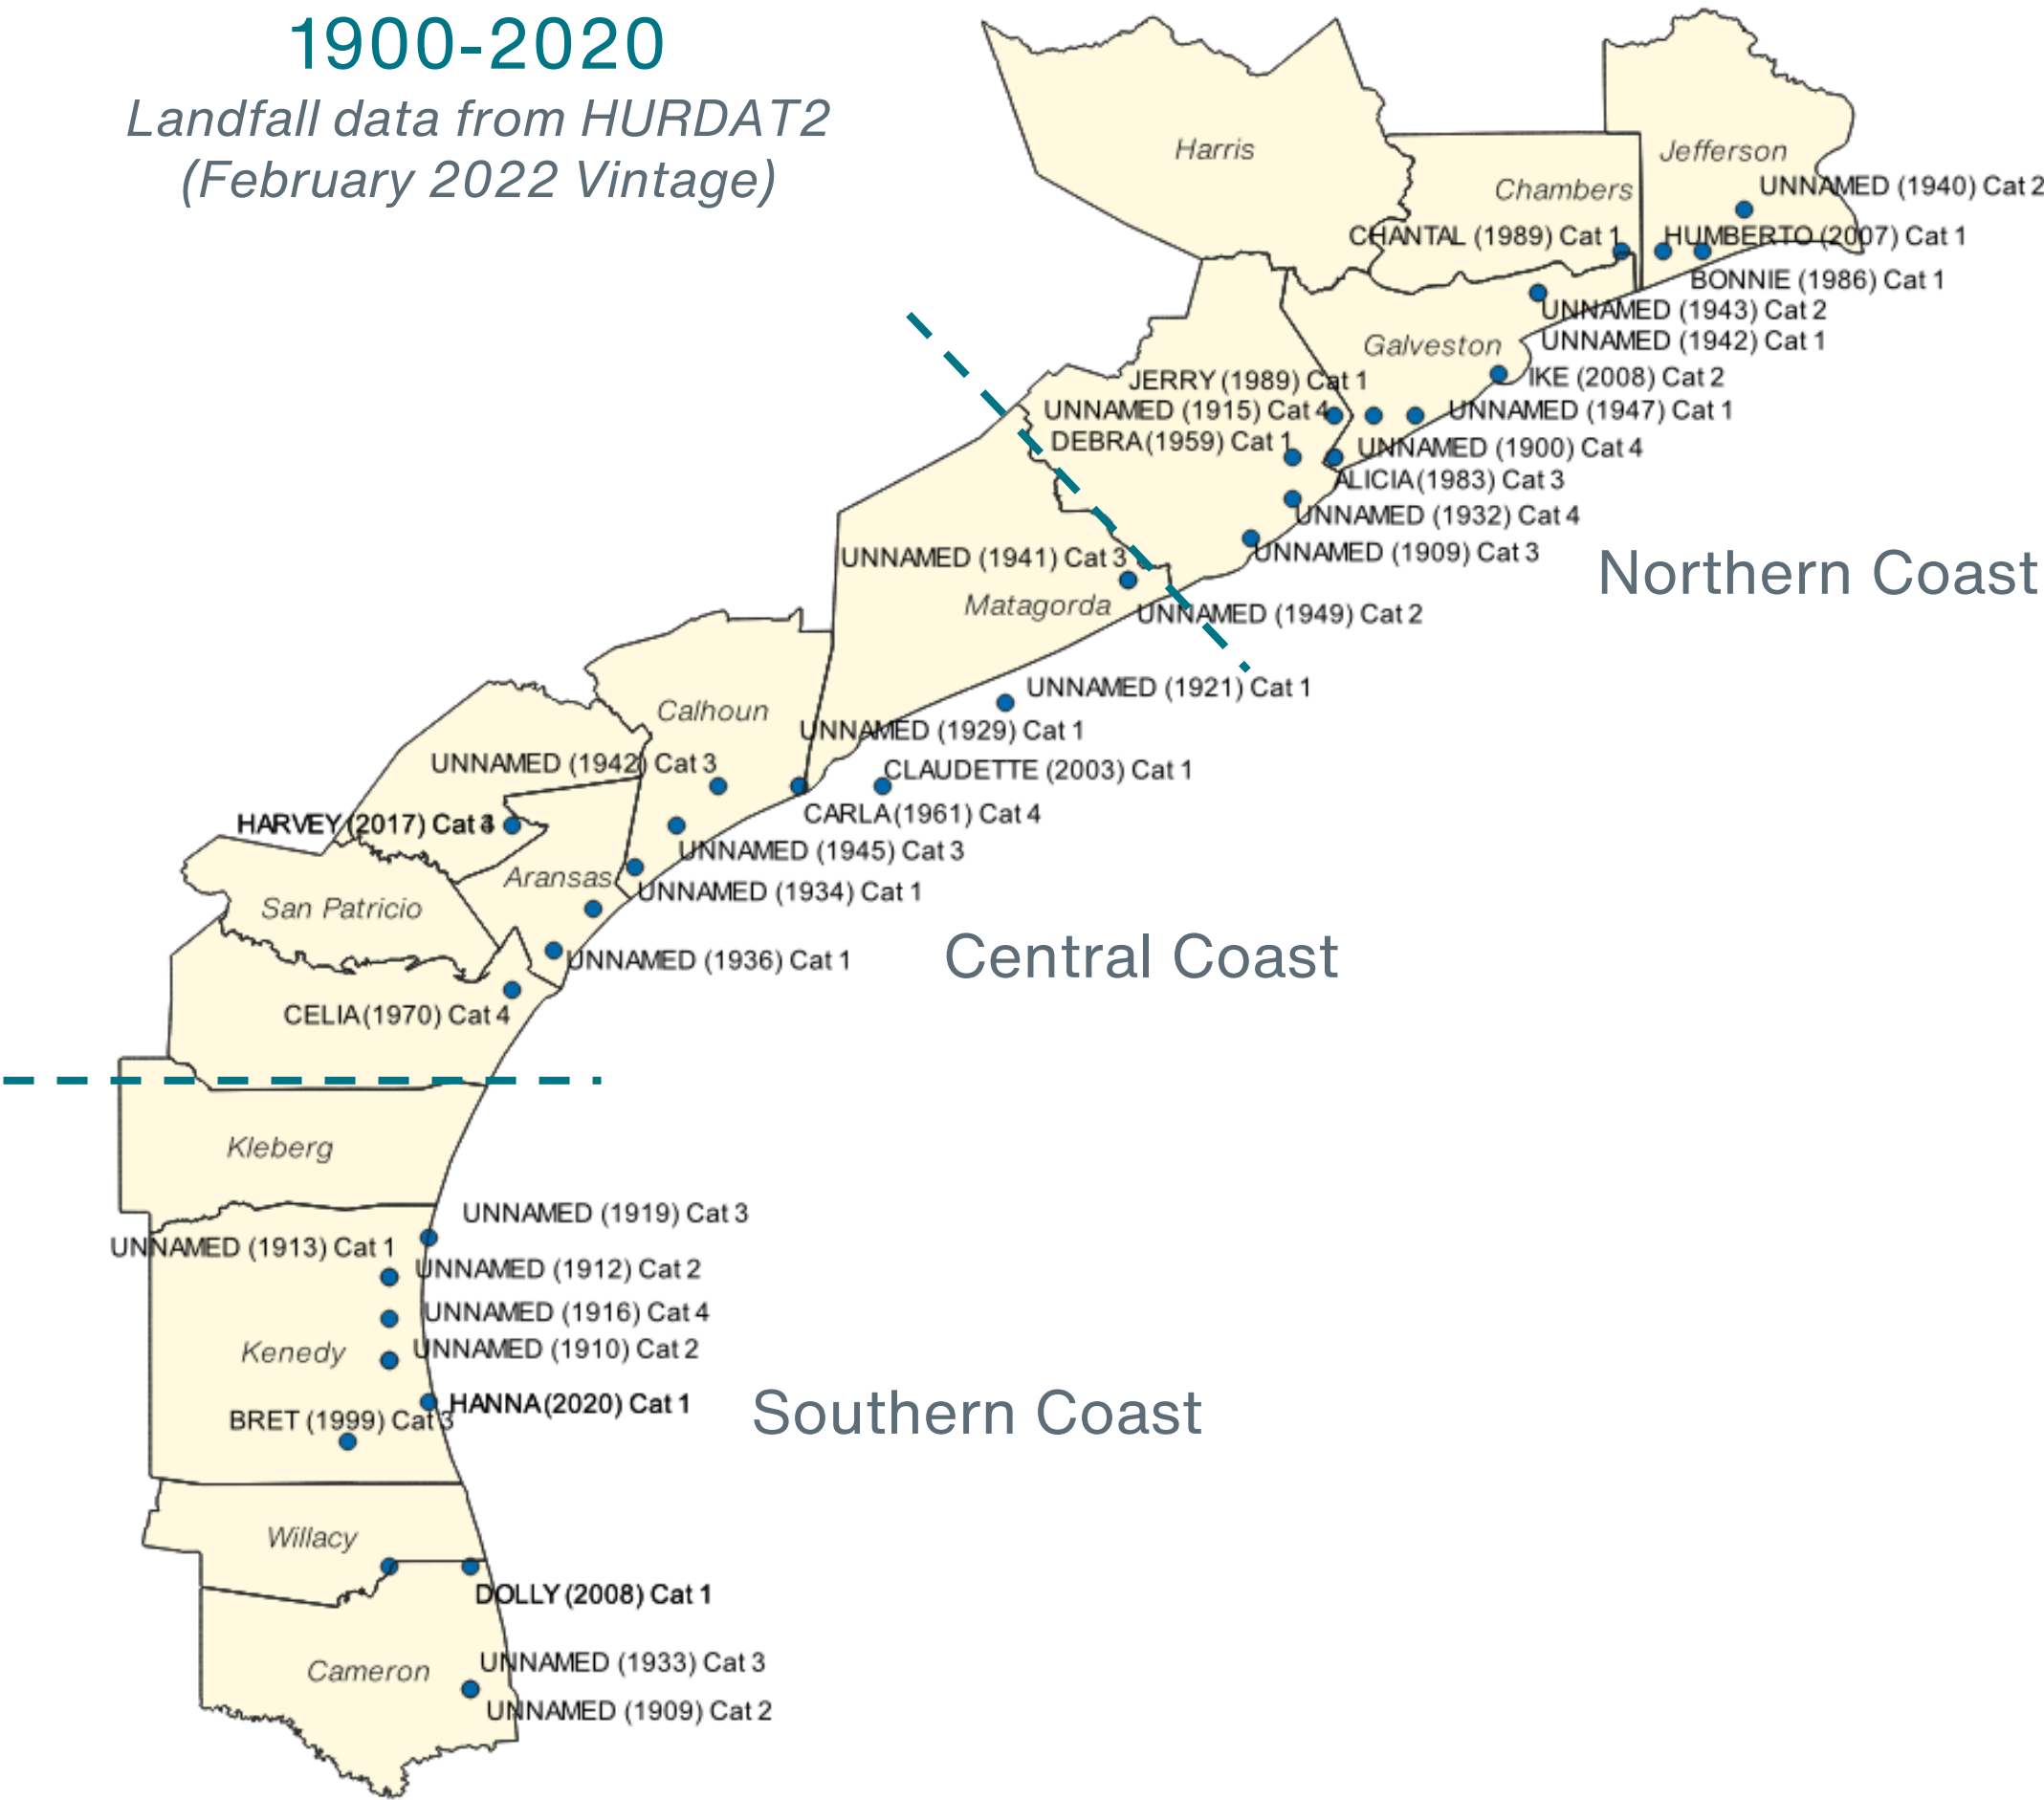 1900-2020
Landfall data from HURDAT2
(February 2022 Vintage)
Harris
Jefferson
Chambers
UNNAMED (1940) Cat 2
CHANTAL (1989) Cat 1
HUMBERTO (2007) Cat 1
BONNIE (1986) Cat 1
UNNAMED (1943) Cat 2
UNNAMED (1942) Cat 1
Galveston
IKE (2008) Cat 2
JERRY (1989) Cat 1
UNNAMED (1915) Cat 4
UNNAMED (1947) Cat 1
DEBRA (1959) Cat 1
UNNAMED (1900) Cat 4
ALICIA (1983) Cat 3
UNNAMED (1932) Cat 4
UNNAMED (1909) Cat 3
Northern Coast
UNNAMED (1941) Cat 3
Matagorda
UNNAMED (1949) Cat 2
UNNAMED (1921) Cat 1
Calhoun
UNNAMED (1929) Cat 1
UNNAMED (1942) Cat 3
CLAUDETTE (2003) Cat 1
CARLA (1961) Cat 4
HARVEY (2017) Cat
UNNAMED (1945) Cat 3
Aransas
UNNAMED (1934) Cat 1
San Patricio
UNNAMED (1936) Cat 1
Central Coast
CELIA (1970) Cat 4
Kleberg
UNNAMED (1919) Cat 3
UNNAMED (1913) Cat 1
UNNAMED (1912) Cat 2
UNNAMED (1916) Cat 4
Kenedy
UNNAMED (1910) Cat 2
HANNA (2020) Cat 1
BRET (1999) Cat 3
Southern Coast
Willacy
DOLLY (2008) Cat 1
UNNAMED (1933) Cat 3
Cameron
UNNAMED (1909) Cat 2